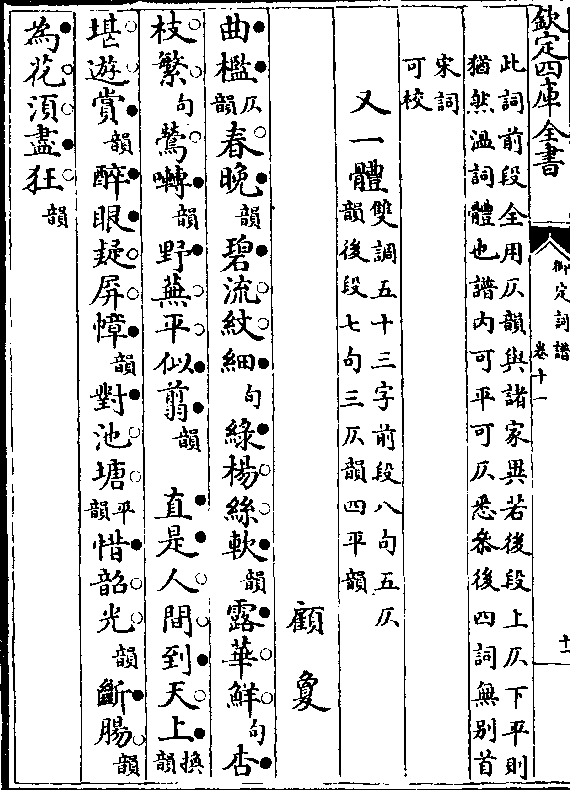 欽定四庫全書
御定詞譜
卷十一
十一
此詞前段全用仄韻與諸家異若後段上仄下平則
猶然溫詞體也譜內可平可仄悉叅後四詞無別首
宋詞
可校
又一體
雙調五十三字前段八句五仄
韻後段七句三仄韻四平韻
顧夐
曲檻仄韻春晚韻碧流紋細句綠楊絲軟韻露華鮮句杏
枝繁句鶯囀韻野蕪平似翦韻 直是人間到天上換韻
堪遊賞韻醉眼疑屏幛韻對池塘平韻惜韶光韻斷腸韻
為花須盡狂韻